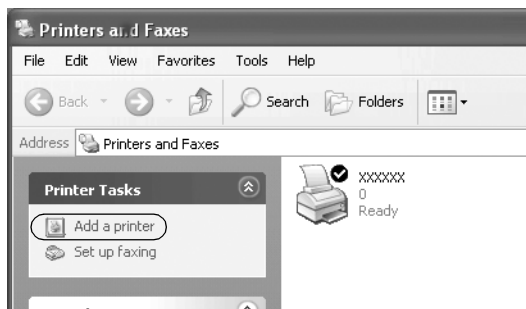 Printers and Faxes
File Edit View Favorites Tools Help
Back Search Folders
Address Printers and Faxes
Printer Tasks
Add a printer
Set up faxing
xxxxxx
0
Ready